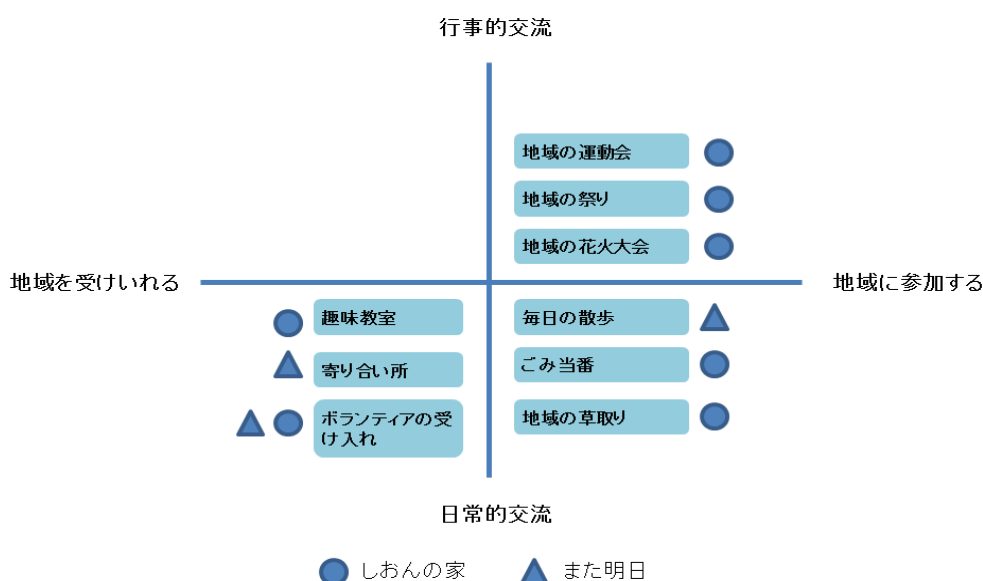 行事的交流
地域の運動会
地域の祭り
地域の花火大会
地域を受けいれる
地域に参加する
趣味教室
毎日の散歩
寄り合い所
ごみ当番
ボランティアの受
け入れ
地域の草取り
日常的交流
しおんの家
また明日